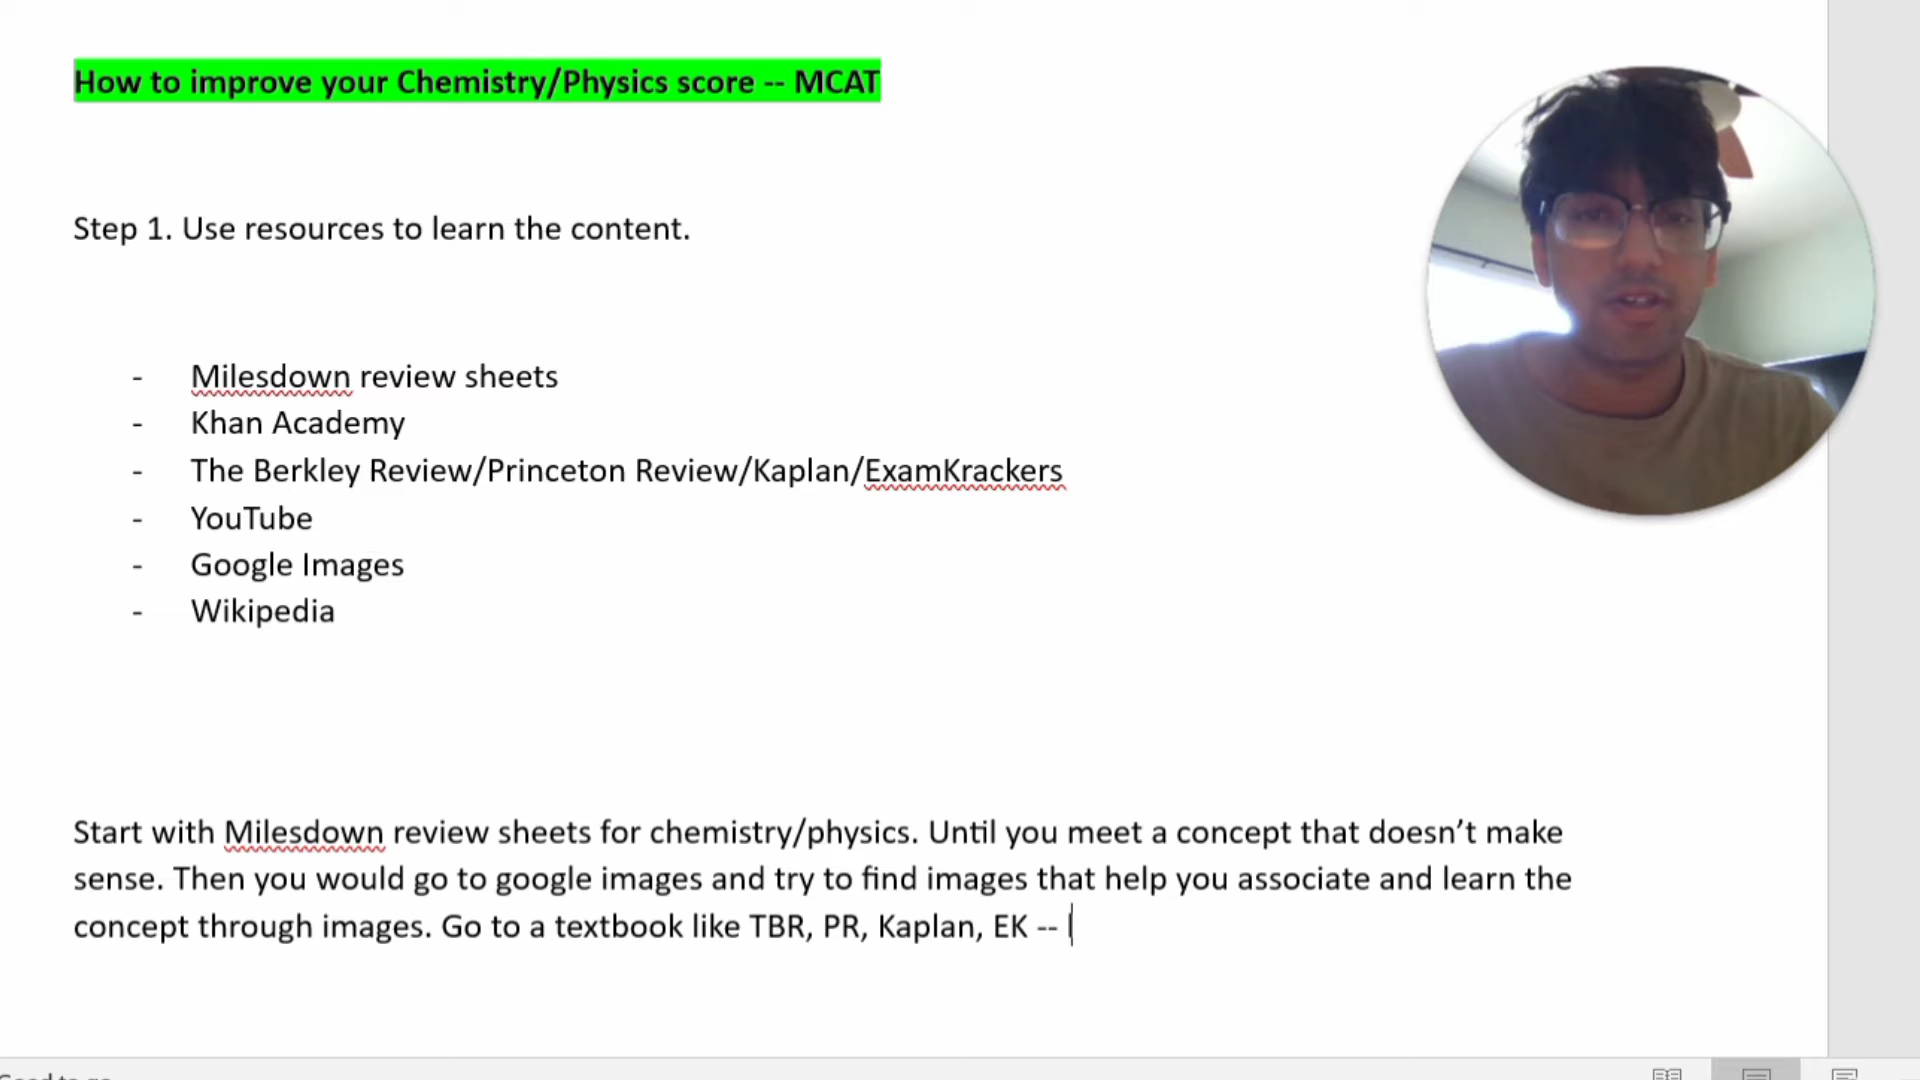 How to improve your Chemistry/Physics score -- MCAT
Step 1. Use resources to learn the content.
- Milesdown review sheets
- Khan Academy
- The Berkley Review/Princeton Review/Kaplan/ExamKrackers
- YouTube
- Google Images
- Wikipedia
Start with Milesdown review sheets for chemistry/physics. Until you meet a concept that doesn’t make
sense. Then you would go to google images and try to find images that help you associate and learn the
concept through images. Go to a textbook like TBR, PR, Kaplan, EK --